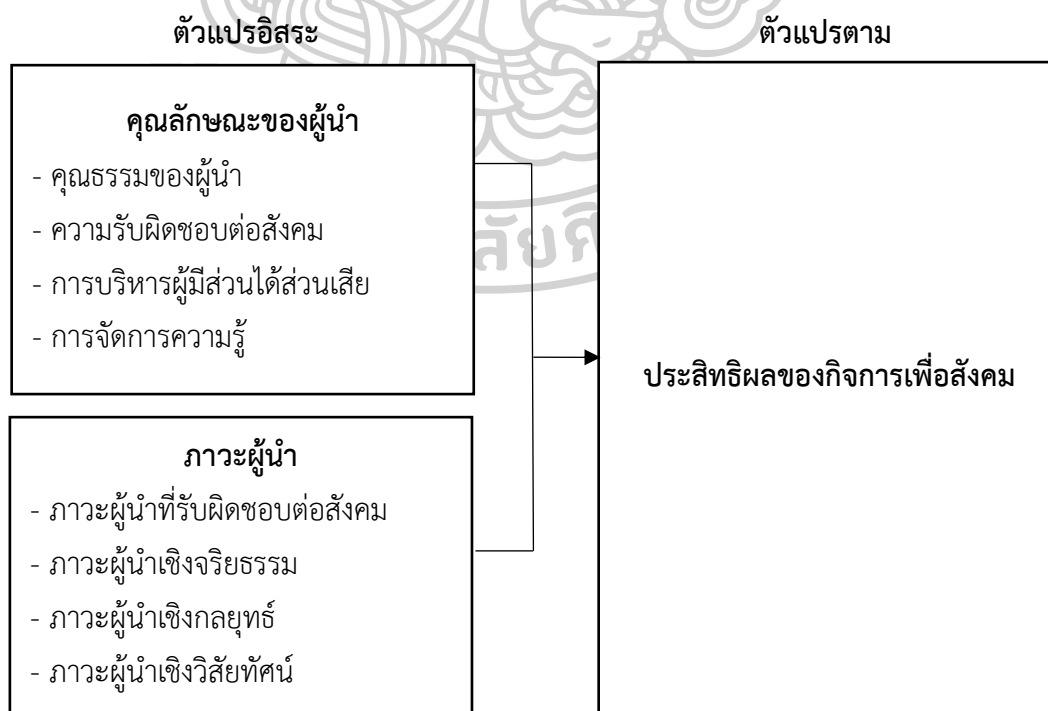 ตัวแปรอิสระ
ตัวแปรตาม
คุณลักษณะของผู้นำ
- คุณธรรมของผู้นำ
- ความรับผิดชอบต่อสังคม
- การบริหารผู้มีส่วนได้ส่วนเสีย
- การจัดการความรู้
ภาวะผู้นำ
- ภาวะผู้นำที่รับผิดชอบต่อสังคม
- ภาวะผู้นำเชิงจริยธรรม
- ภาวะผู้นำเชิงกลยุทธ์
- ภาวะผู้นำเชิงวิสัยทัศน์
ประสิทธิผลของกิจการเพื่อสังคม